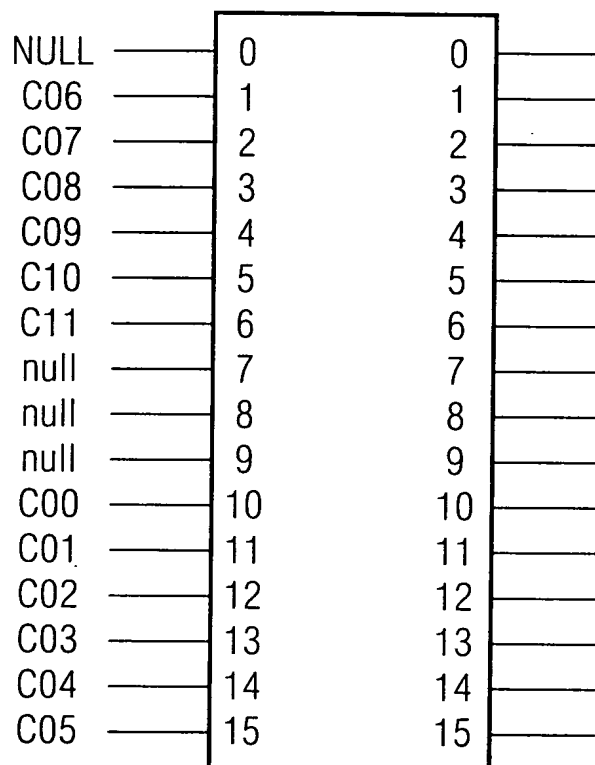 NULL 0 0
C06 1 1
C07 2 2
C08 3 3
C09 4 4
C10 5 5
C11 6 6
null 7 7
null 8 8
null 9 9
C00 10 10
C01 11 11
C02 12 12
C03 13 13
C04 14 14
C05 15 15